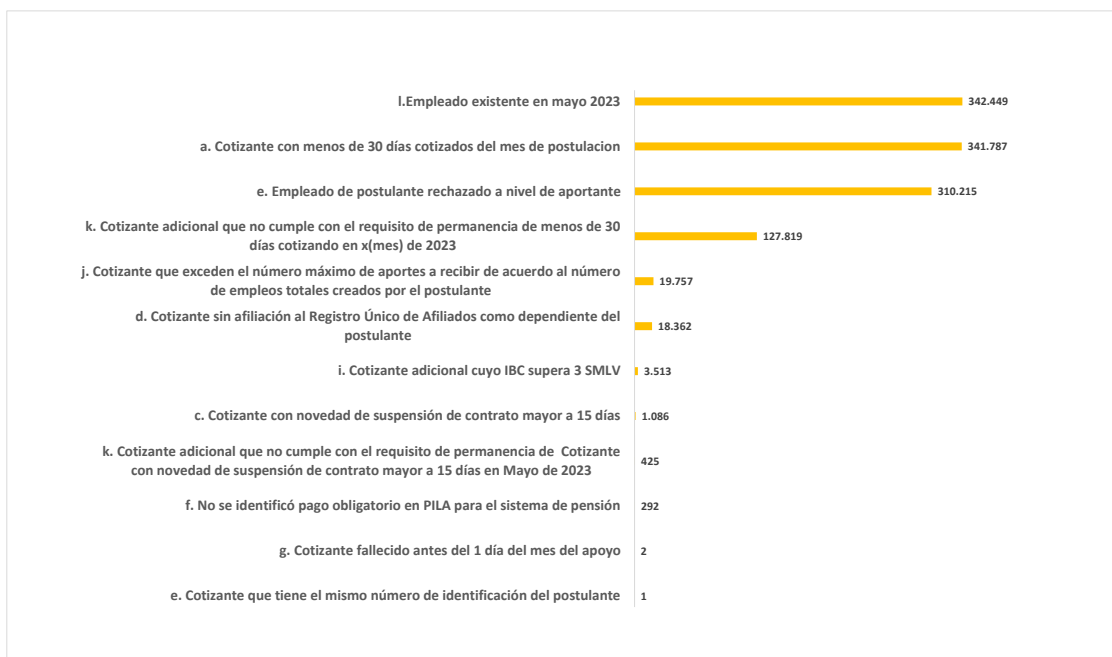 l.Empleado existente en mayo 2023
342.449
a. Cotizante con menos de 30 días cotizados del mes de postulacion
341.787
e. Empleado de postulante rechazado a nivel de aportante
310.215
k. Cotizante adicional que no cumple con el requisito de permanencia de menos de 30
días cotizando en x(mes) de 2023
127.819
j. Cotizante que exceden el número máximo de aportes a recibir de acuerdo al número
de empleos totales creados por el postulante
19.757
d. Cotizante sin afiliación al Registro Único de Afiliados como dependiente del
postulante
18.362
i. Cotizante adicional cuyo IBC supera 3 SMLV
3.513
c. Cotizante con novedad de suspensión de contrato mayor a 15 días
1.086
k. Cotizante adicional que no cumple con el requisito de permanencia de  Cotizante
con novedad de suspensión de contrato mayor a 15 días en Mayo de 2023
425
f. No se identificó pago obligatorio en PILA para el sistema de pensión
292
g. Cotizante fallecido antes del 1 día del mes del apoyo
2
e. Cotizante que tiene el mismo número de identificación del postulante
1